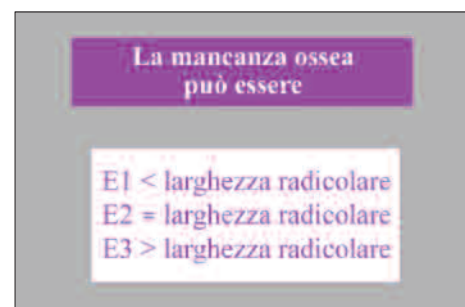 La mancanza ossea
può essere
E1 < larghezza radicolare
E2 = larghezza radicolare
E3 > larghezza radicolare